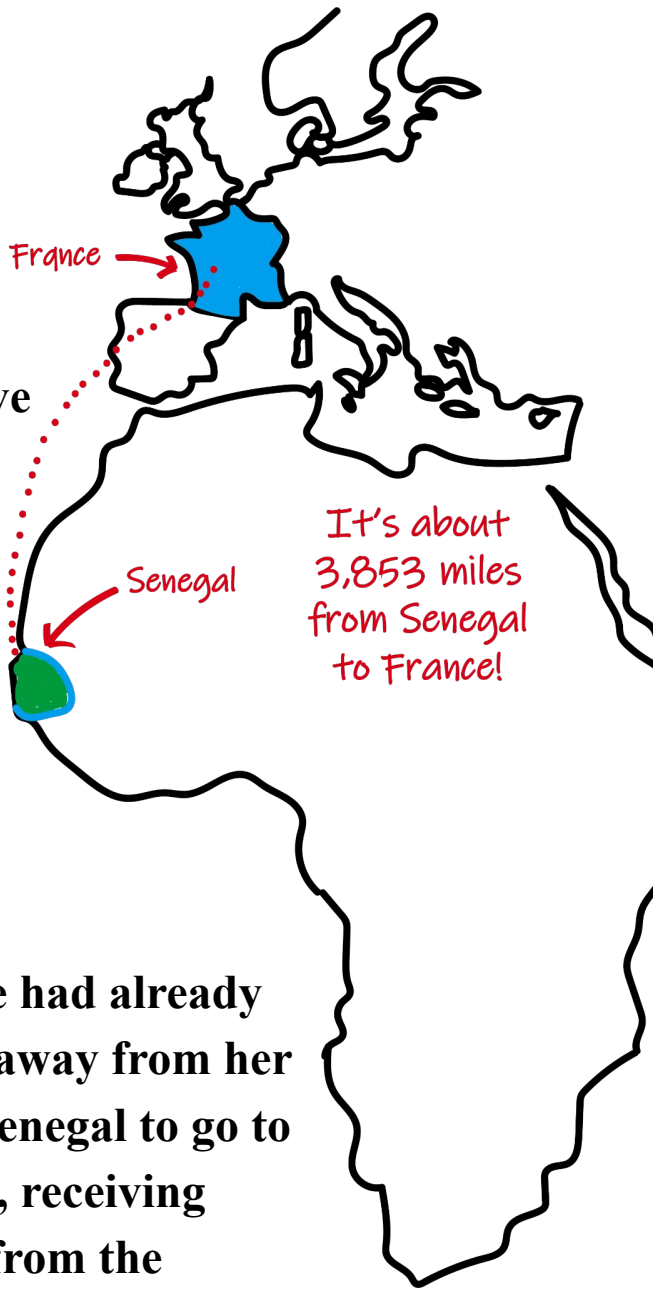 France
ve
It's about
3,853 miles
from Senegal
to France!
Senegal
e had already
away from her
enegal to go to
, receiving
from the